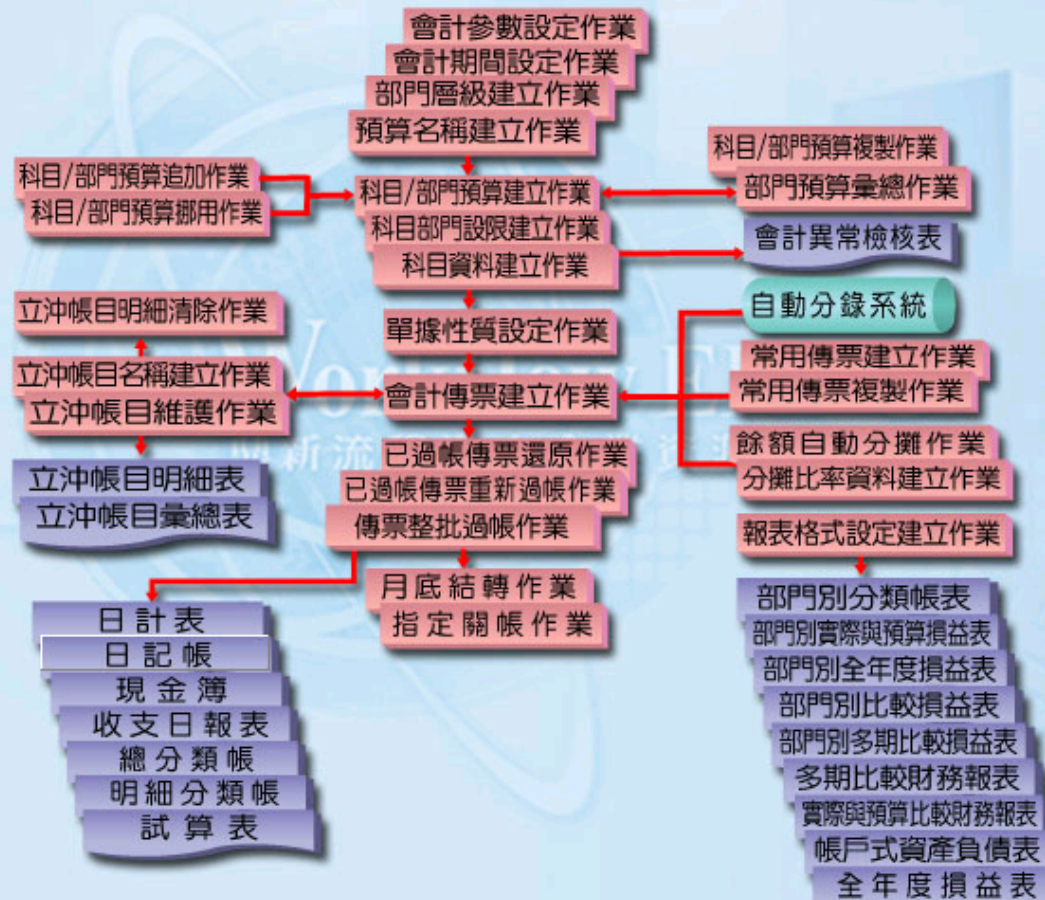 會計參數設定作業
會計期間設定作業
部門層級建立作業
預算名稱建立作業
科目/部門預算追加作業
科目/部門預算挪用作業
科目/部門預算建立作業
科目部門設限建立作業
科目資料建立作業
科目/部門預算複製作業
部門預算彙總作業
會計異常檢核表
立沖帳目明細清除作業
立沖帳目名稱建立作業
立沖帳目維護作業
立沖帳目明細表
立沖帳目彙總表
單據性質設定作業
會計傳票建立作業
已過帳傳票還原作業
已過帳傳票重新過帳作業
傳票整批過帳作業
月底結轉作業
指定關帳作業
自動分錄系統
常用傳票建立作業
常用傳票複製作業
餘額自動分攤作業
分攤比率資料建立作業
報表格式設定建立作業
日計表
日記帳
現金簿
收支日報表
總分類帳
明細分類帳
試算表
部門別分類帳表
部門別實際與預算損益表
部門別全年度損益表
部門別比較損益表
部門別多期比較損益表
多期比較財務報表
實際與預算比較財務報表
帳戶式資產負債表
全年度損益表